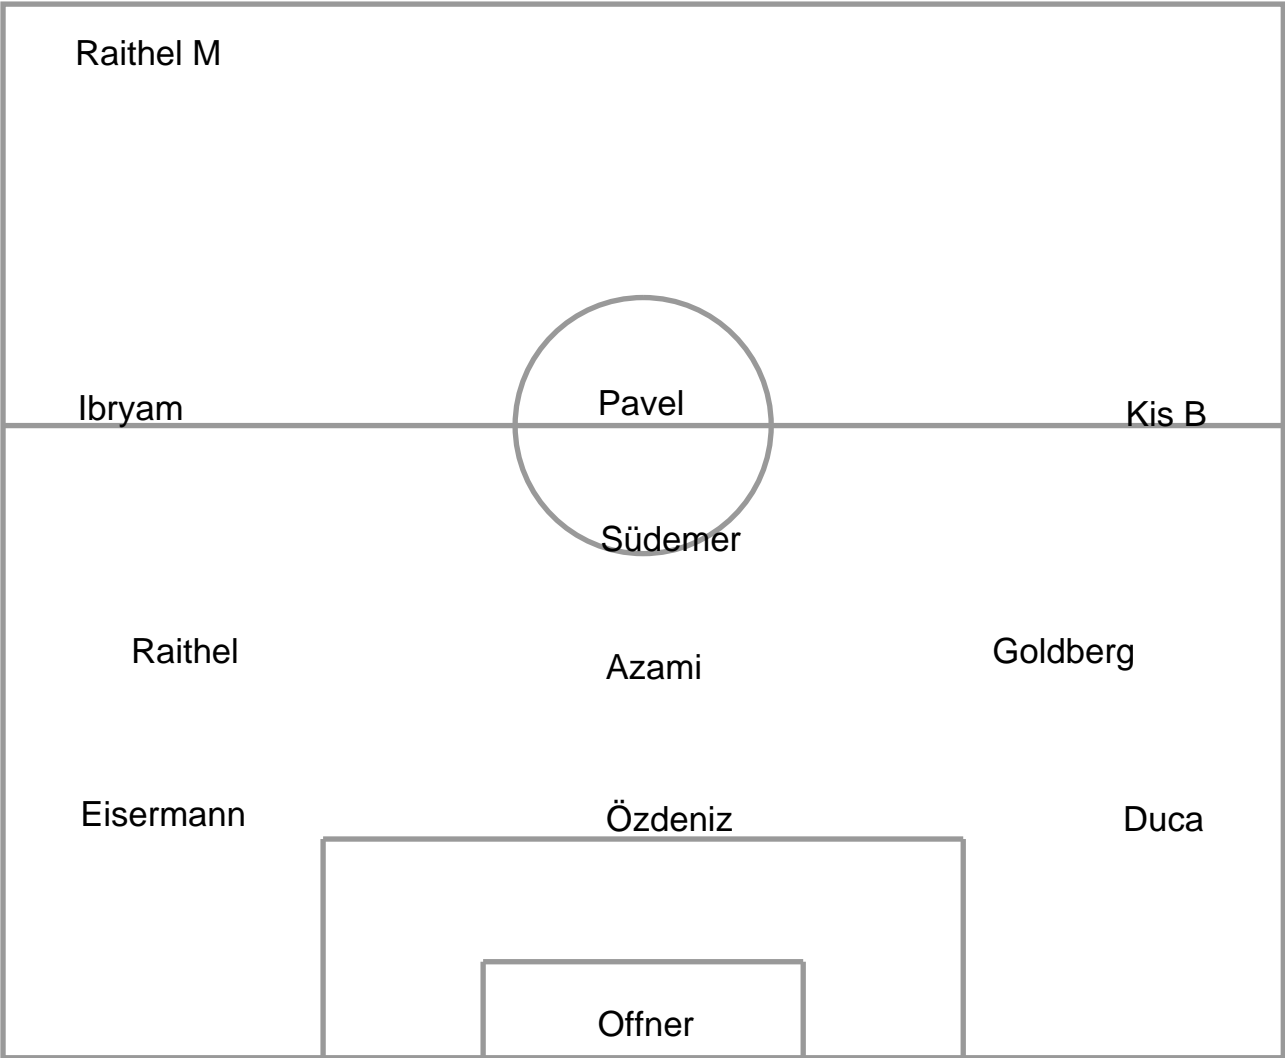 Raithel M
Ibryam
Pavel
Kis B
Südemer
Raithel
Azami
Goldberg
Eisermann
Özdeniz
Duca
Offner